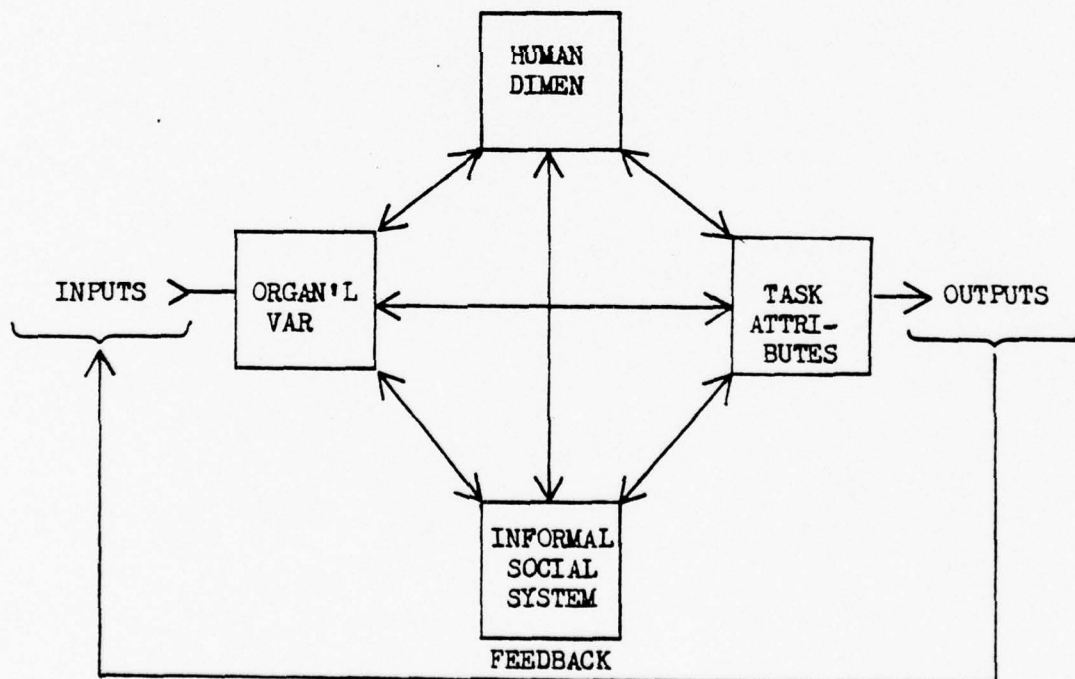 HUMAN
DIMEN
INPUTS
ORGAN'L
VAR
TASK
ATTRI-
BUTES
OUTPUTS
INFORMAL
SOCIAL
SYSTEM
FEEDBACK